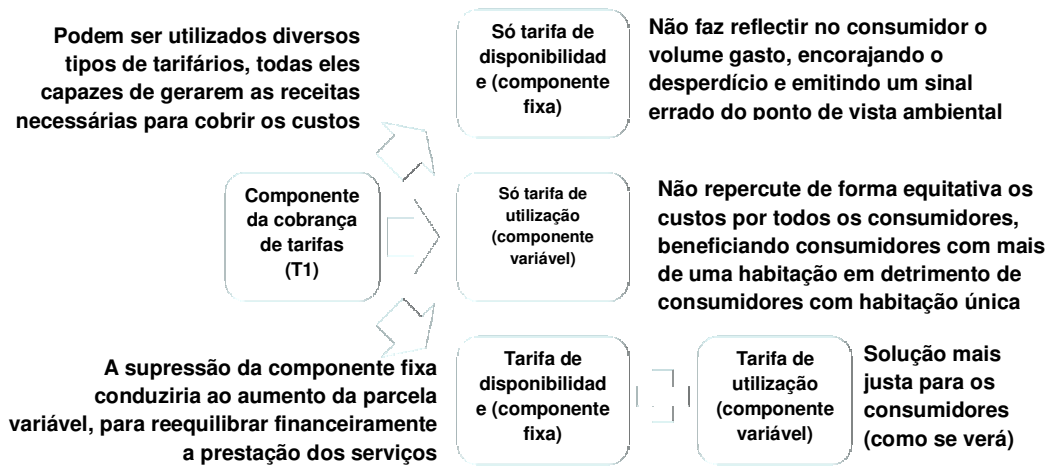 Podem ser utilizados diversos
tipos de tarifários, todas eles
capazes de gerarem as receitas
necessárias para cobrir os custos
Só tarifa de
disponibilidad
e (componente
fixa)
Não faz reflectir no consumidor o
volume gasto, encorajando o
desperdício e emitindo um sinal
errado do ponto de vista ambiental
Componente
da cobrança
de tarifas
(T1)
Só tarifa de
utilização
(componente
variável)
Não repercute de forma equitativa os
custos por todos os consumidores,
beneficiando consumidores com mais
de uma habitação em detrimento de
consumidores com habitação única
A supressão da componente fixa
conduziria ao aumento da parcela
variável, para reequilibrar financeiramente
a prestação dos serviços
Tarifa de
disponibilidad
e (componente
fixa)
Tarifa de
utilização
(componente
variável)
Solução mais
justa para os
consumidores
(como se verá)